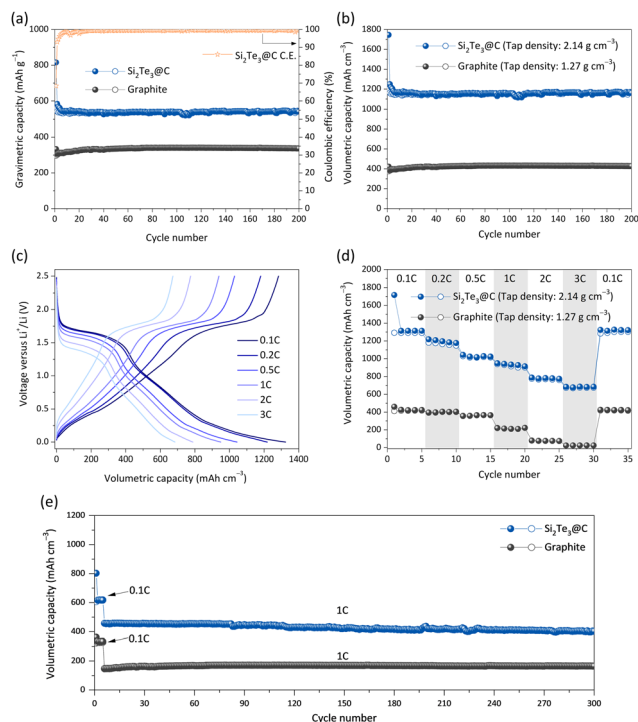 (a)
1000
800
600
400
200
0
Gravimetric capacity (mAh g⁻¹)
Si₂Te₃@C
Graphite
Si₂Te₃@C C.E.
100
90
80
70
60
50
40
30
20
10
0
Coulombic efficiency (%)
0 20 40 60 80 100 120 140 160 180 200
Cycle number
(b)
1800
1600
1400
1200
1000
800
600
400
200
0
Volumetric capacity (mAh cm⁻³)
Si₂Te₃@C (Tap density: 2.14 g cm⁻³)
Graphite (Tap density: 1.27 g cm⁻³)
0 20 40 60 80 100 120 140 160 180 200
Cycle number
(c)
2.5
2.0
1.5
1.0
0.5
0.0
Voltage versus Li⁺/Li (V)
0.1C
0.2C
0.5C
1C
2C
3C
0 200 400 600 800 1000 1200 1400
Volumetric capacity (mAh cm⁻³)
(d)
2000
1800
1600
1400
1200
1000
800
600
400
200
0
Volumetric capacity (mAh cm⁻³)
0.1C 0.2C 0.5C 1C 2C 3C 0.1C
Si₂Te₃@C (Tap density: 2.14 g cm⁻³)
Graphite (Tap density: 1.27 g cm⁻³)
0 5 10 15 20 25 30 35
Cycle number
(e)
1200
1000
800
600
400
200
0
Volumetric capacity (mAh cm⁻³)
Si₂Te₃@C
Graphite
0.1C
1C
0.1C
1C
0 30 60 90 120 150 180 210 240 270 300
Cycle number